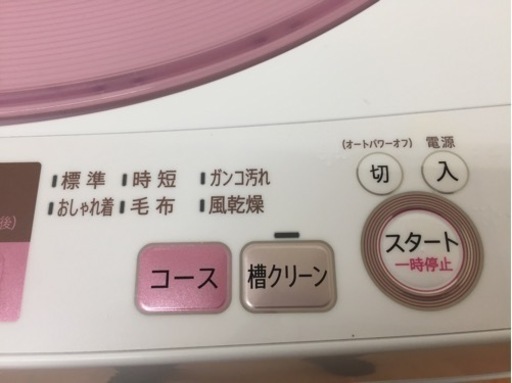 (オートパワーオフ) 電源
切 入
標準 時短 ガンコ汚れ
おしゃれ着 毛布 風乾燥
後)
スタート
一時停止
コース 槽クリーン